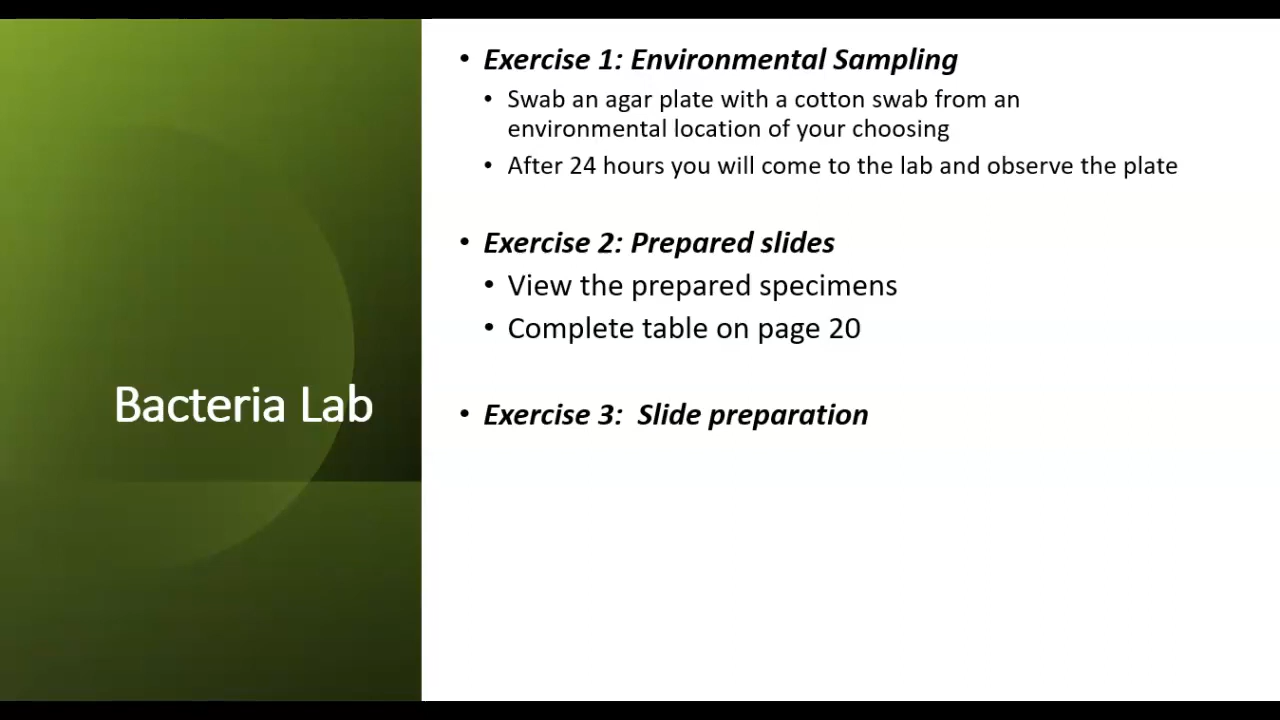 Bacteria Lab
• Exercise 1: Environmental Sampling
• Swab an agar plate with a cotton swab from an
environmental location of your choosing
• After 24 hours you will come to the lab and observe the plate
• Exercise 2: Prepared slides
• View the prepared specimens
• Complete table on page 20
• Exercise 3:  Slide preparation